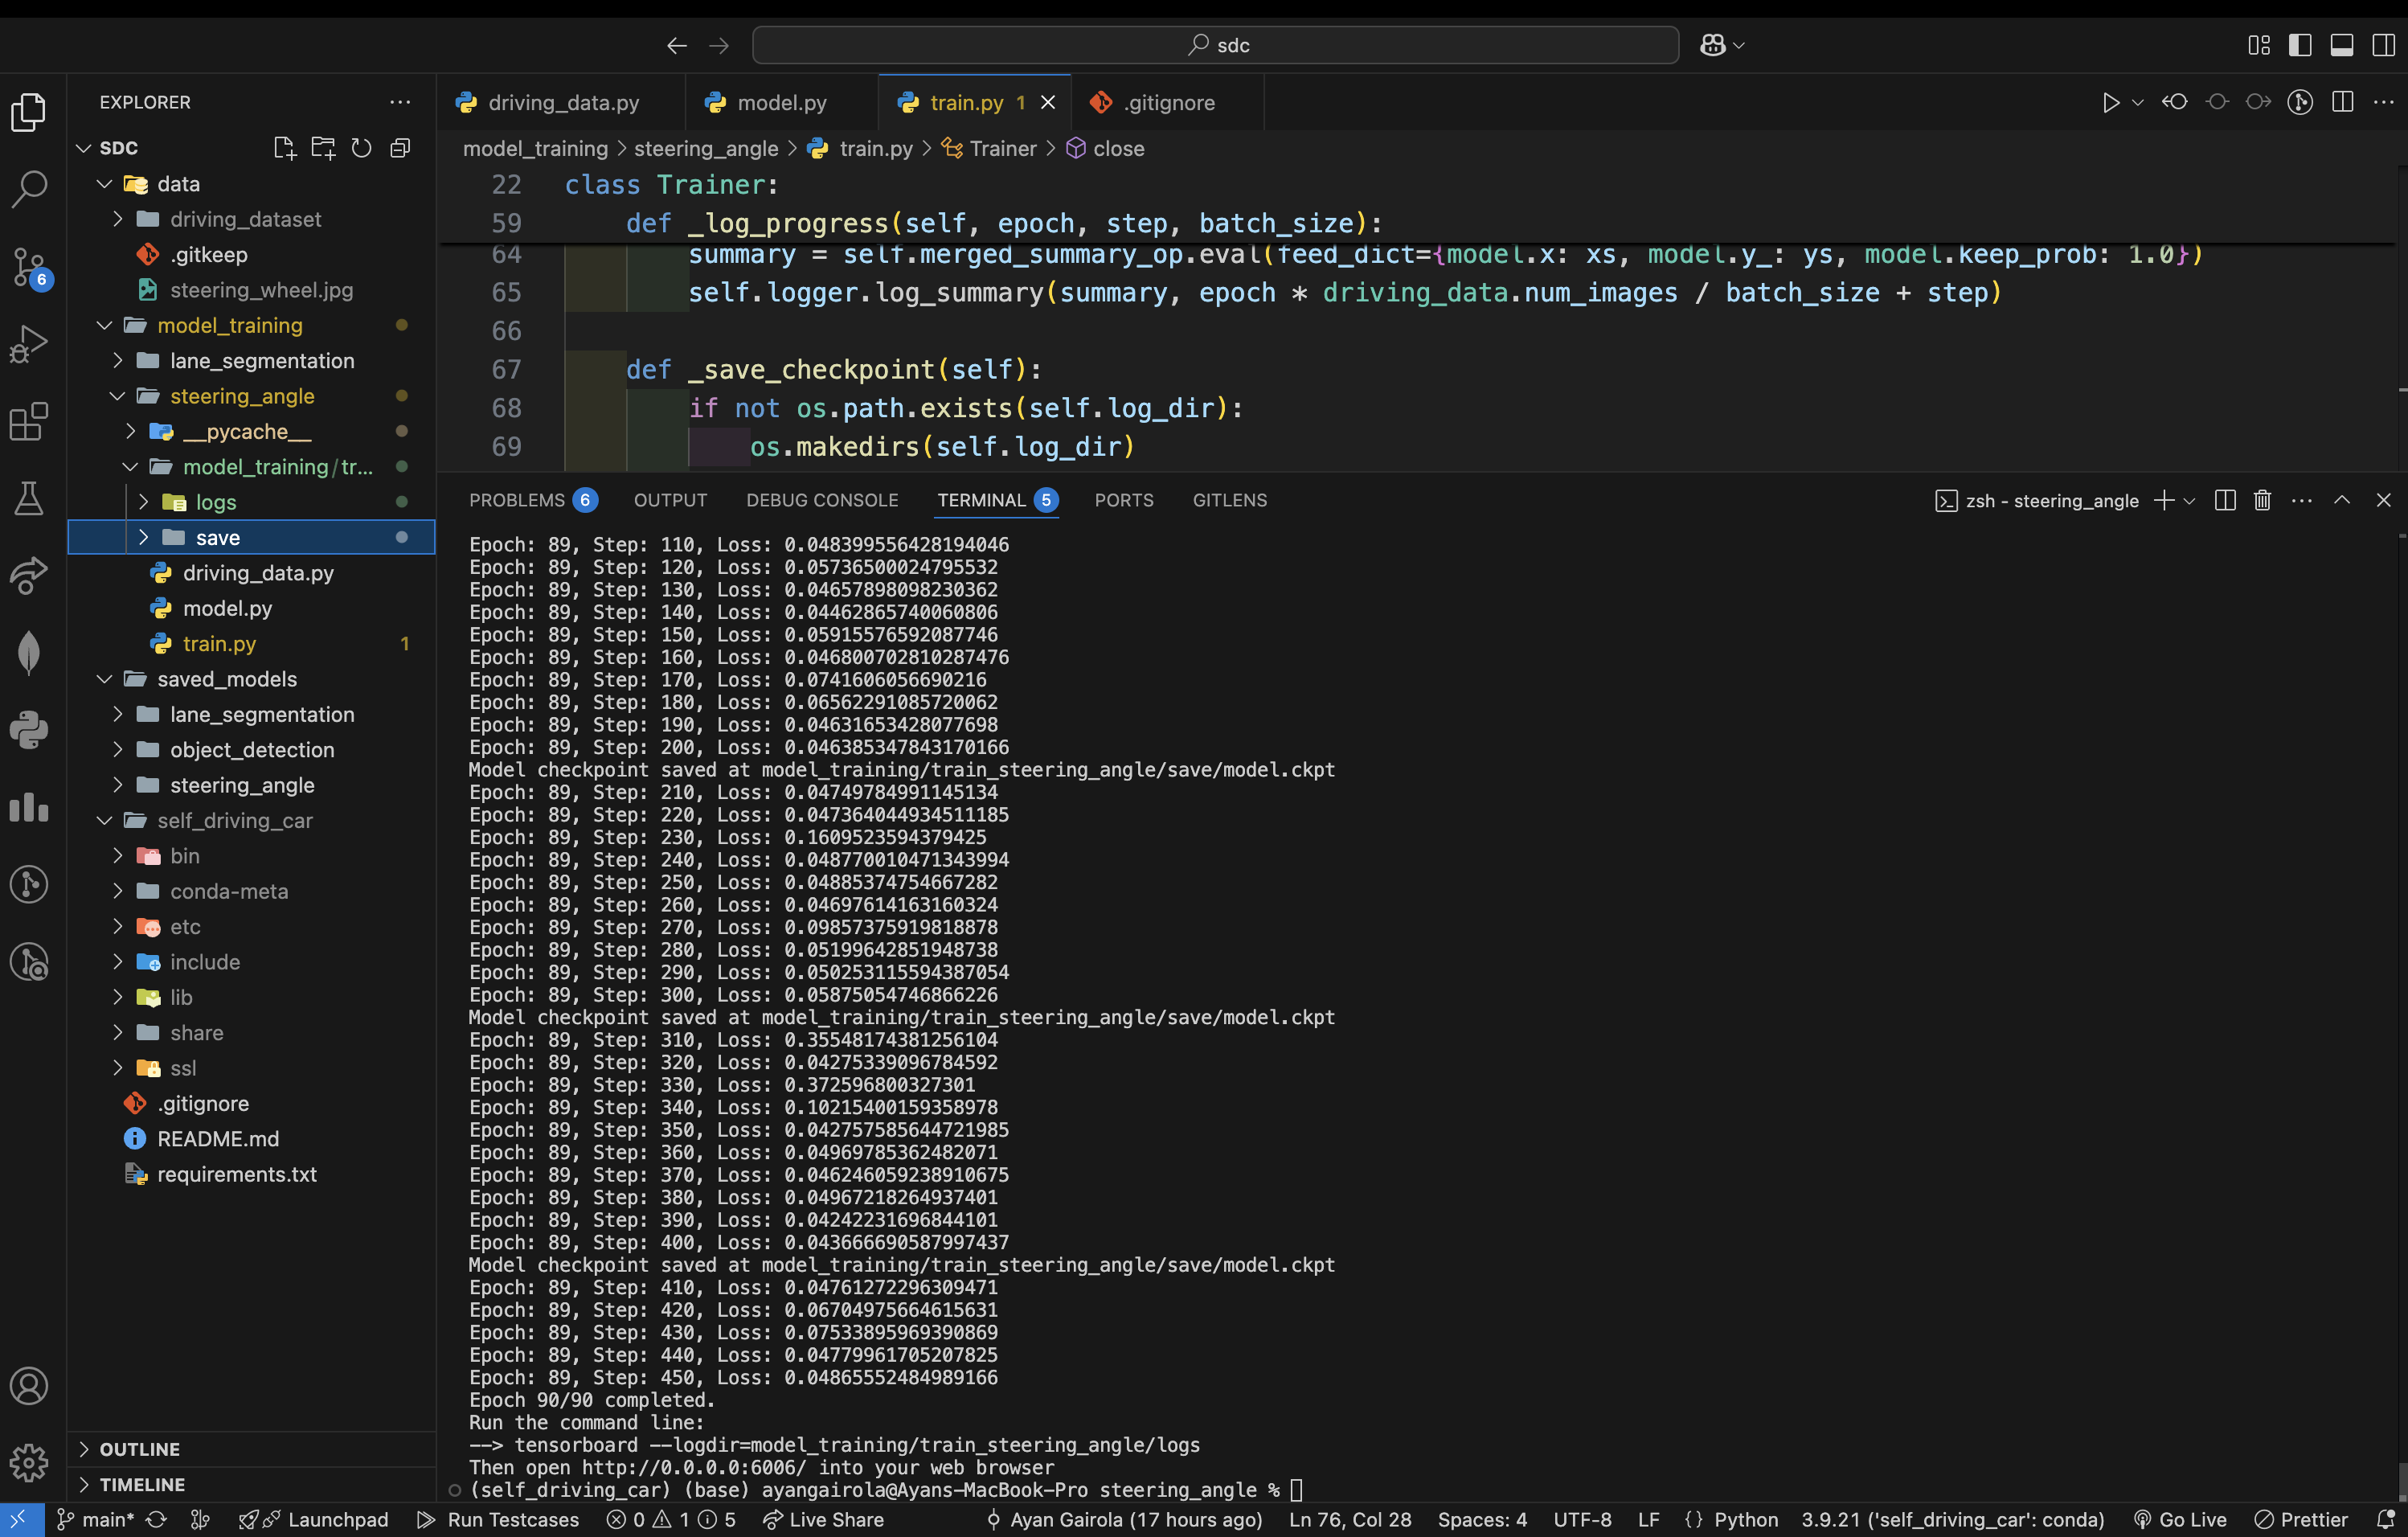 sdc
EXPLORER
SDC
data
driving_dataset
.gitkeep
steering_wheel.jpg
model_training
lane_segmentation
steering_angle
__pycache__
model_training/tr...
logs
save
driving_data.py
model.py
train.py 1
saved_models
lane_segmentation
object_detection
steering_angle
self_driving_car
bin
conda-meta
etc
include
lib
share
ssl
.gitignore
README.md
requirements.txt
OUTLINE
TIMELINE
6
driving_data.py model.py train.py 1 .gitignore
model_training > steering_angle > train.py > Trainer > close
22 class Trainer:
59 def _log_progress(self, epoch, step, batch_size):
64 summary = self.merged_summary_op.eval(feed_dict={model.x: xs, model.y_: ys, model.keep_prob: 1.0})
65 self.logger.log_summary(summary, epoch * driving_data.num_images / batch_size + step)
66
67 def _save_checkpoint(self):
68 if not os.path.exists(self.log_dir):
69 os.makedirs(self.log_dir)
PROBLEMS 6 OUTPUT DEBUG CONSOLE TERMINAL 5 PORTS GITLENS zsh - steering_angle
Epoch: 89, Step: 110, Loss: 0.048399556428194046
Epoch: 89, Step: 120, Loss: 0.05736500024795532
Epoch: 89, Step: 130, Loss: 0.04657898098230362
Epoch: 89, Step: 140, Loss: 0.04462865740060806
Epoch: 89, Step: 150, Loss: 0.05915576592087746
Epoch: 89, Step: 160, Loss: 0.046800702810287476
Epoch: 89, Step: 170, Loss: 0.0741606056690216
Epoch: 89, Step: 180, Loss: 0.06562291085720062
Epoch: 89, Step: 190, Loss: 0.04631653428077698
Epoch: 89, Step: 200, Loss: 0.046385347843170166
Model checkpoint saved at model_training/train_steering_angle/save/model.ckpt
Epoch: 89, Step: 210, Loss: 0.04749784991145134
Epoch: 89, Step: 220, Loss: 0.047364044934511185
Epoch: 89, Step: 230, Loss: 0.1609523594379425
Epoch: 89, Step: 240, Loss: 0.048770010471343994
Epoch: 89, Step: 250, Loss: 0.04885374754667282
Epoch: 89, Step: 260, Loss: 0.04697614163160324
Epoch: 89, Step: 270, Loss: 0.09857375919818878
Epoch: 89, Step: 280, Loss: 0.05199642851948738
Epoch: 89, Step: 290, Loss: 0.050253115594387054
Epoch: 89, Step: 300, Loss: 0.05875054746866226
Model checkpoint saved at model_training/train_steering_angle/save/model.ckpt
Epoch: 89, Step: 310, Loss: 0.35548174381256104
Epoch: 89, Step: 320, Loss: 0.04275339096784592
Epoch: 89, Step: 330, Loss: 0.372596800327301
Epoch: 89, Step: 340, Loss: 0.10215400159358978
Epoch: 89, Step: 350, Loss: 0.042757585644721985
Epoch: 89, Step: 360, Loss: 0.04969785362482071
Epoch: 89, Step: 370, Loss: 0.046246059238910675
Epoch: 89, Step: 380, Loss: 0.04967218264937401
Epoch: 89, Step: 390, Loss: 0.04242231696844101
Epoch: 89, Step: 400, Loss: 0.043666690587997437
Model checkpoint saved at model_training/train_steering_angle/save/model.ckpt
Epoch: 89, Step: 410, Loss: 0.04761272296309471
Epoch: 89, Step: 420, Loss: 0.06704975664615631
Epoch: 89, Step: 430, Loss: 0.07533895969390869
Epoch: 89, Step: 440, Loss: 0.04779961705207825
Epoch: 89, Step: 450, Loss: 0.04865552484989166
Epoch 90/90 completed.
Run the command line:
--> tensorboard --logdir=model_training/train_steering_angle/logs
Then open http://0.0.0.0:6006/ into your web browser
(self_driving_car) (base) ayangairola@Ayans-MacBook-Pro steering_angle %
main* Launchpad Run Testcases 0 1 5 Live Share Ayan Gairola (17 hours ago) Ln 76, Col 28 Spaces: 4 UTF-8 LF {} Python 3.9.21 ('self_driving_car': conda) Go Live Prettier